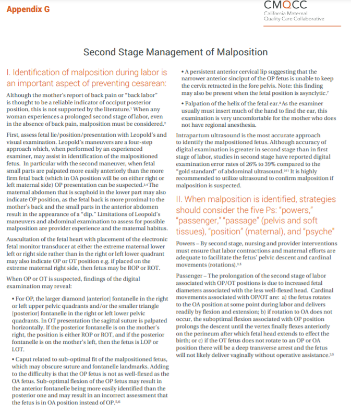 Appendix G
CMQCC
California Maternal
Quality Care Collaborative
Second Stage Management of Malposition
I. Identification of malposition during labor is
an important aspect of preventing cesarean:
Although the mother's report of back pain or "back labor"
is thought to be a reliable indicator of occiput posterior
position, this is not supported by the literature. When any
woman experiences a prolonged second stage of labor, even
in the absence of back pain, malposition must be considered.
First, assess fetal lie/position/presentation with Leopold's and
visual examination. Leopold's maneuvers are a four-step
approach which, when performed by an experienced
examiner, may assist in identification of the malpositioned
fetus. In particular with the second maneuver, when fetal
small parts are palpated more easily anteriorly than the more
firm fetal back (which in OA position will be on either right or
left maternal side) OP presentation can be suspected. The
maternal abdomen that is scaphoid in the lower part may also
indicate OP position, as the fetal back is more proximal to the
mother's back and the small parts in the anterior abdomen
result in the appearance of a "dip." Limitations of Leopold's
maneuvers and abdominal examination to assess for possible
malposition are provider experience and the maternal habitus.
Auscultation of the fetal heart with placement of the electronic
fetal monitor transducer at either the extreme maternal lower
left or right side rather than in the right or left lower quadrant
may also indicate OP or OT position e.g. if placed on the
extreme maternal right side, then fetus may be ROP or ROT.
When OP or OT is suspected, findings of the digital
examination may reveal:
• For OP, the larger diamond (anterior) fontanelle in the right
or left upper pelvic quadrants and/or the smaller triangle
(posterior) fontanelle in the right or left lower pelvic
quadrants. In OT presentation the sagittal suture is palpated
horizontally. If the posterior fontanelle is on the mother's
right, the position is either ROP or ROT, and if the posterior
fontanelle is on the mother's left, then the fetus is LOP or
LOT.
• Caput related to sub-optimal fit of the malpositioned fetus,
which may obscure suture and fontanelle landmarks. Adding
to the difficulty is that the OP fetus is not as well-flexed as the
OA fetus. Sub-optimal flexion of the OP fetus may result in
the anterior fontanelle being more easily identified than the
posterior one and may result in an incorrect assessment that
the fetus is in OA position instead of OP.
• A persistent anterior cervical lip suggesting that the
narrower anterior sinciput of the OP fetus is unable to keep
the cervix retracted in the fore pelvis. Note: this finding
may also be present when the fetal position is asynclitic.
• Palpation of the helix of the fetal ear. As the examiner
usually must insert much of the hand to find the ear, this
examination is very uncomfortable for the mother who does
not have regional anesthesia.
Intrapartum ultrasound is the most accurate approach
to identify the malpositioned fetus. Although accuracy of
digital examination is greater in second stage than in first
stage of labor, studies in second stage have reported digital
examination error rates of 26% to 39% compared to the
"gold standard" of abdominal ultrasound. It is highly
recommended to utilize ultrasound to confirm malposition if
malposition is suspected.
II. When malposition is identified, strategies
should consider the five Ps: "powers,"
"passenger," "passage" (pelvis and soft
tissues), "position" (maternal), and "psyche"
Powers – By second stage, nursing and provider interventions
must ensure that labor contractions and maternal efforts are
adequate to facilitate the fetus' pelvic descent and cardinal
movements (rotation).
Passenger – The prolongation of the second stage of labor
associated with OP/OT positions is due to increased fetal
diameters associated with the less well-flexed head. Cardinal
movements associated with OP/OT are: a) the fetus rotates
to the OA position at some point during labor and delivers
readily by flexion and extension; b) if rotation to OA does not
occur, the suboptimal flexion associated with OP position
prolongs the descent until the vertex finally flexes anteriorly
on the perineum after which fetal head extends to effect the
birth; or c) if the OT fetus does not rotate to an OP or OA
position there will be a deep transverse arrest and the fetus
will not likely deliver vaginally without operative assistance.